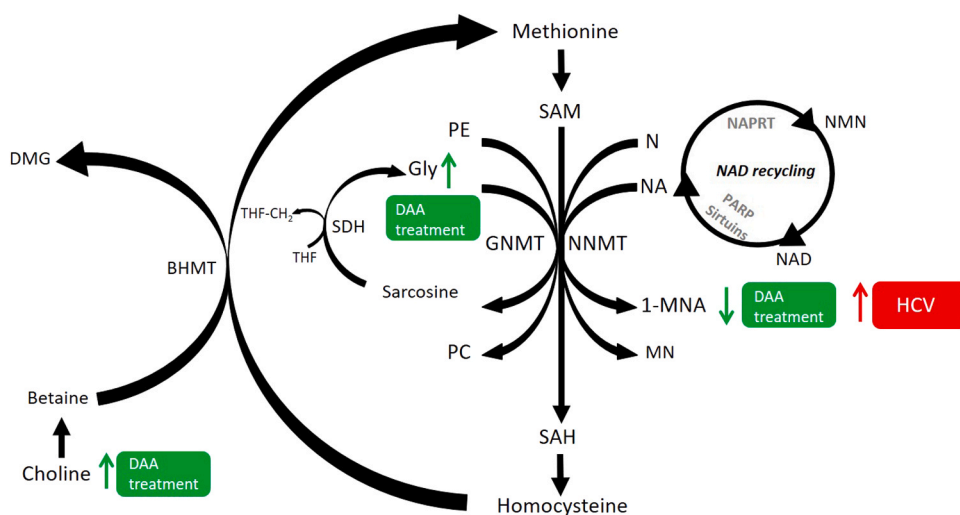 Methionine
SAM
PE
N
NAPRT
NMN
DMG
Gly
NA
NAD recycling
THF-CH2
SDH
DAA
treatment
PARP
Sirtuins
THF
GNMT
NNMT
NAD
BHMT
Sarcosine
1-MNA
DAA
treatment
HCV
PC
MN
Betaine
SAH
Choline
DAA
treatment
Homocysteine